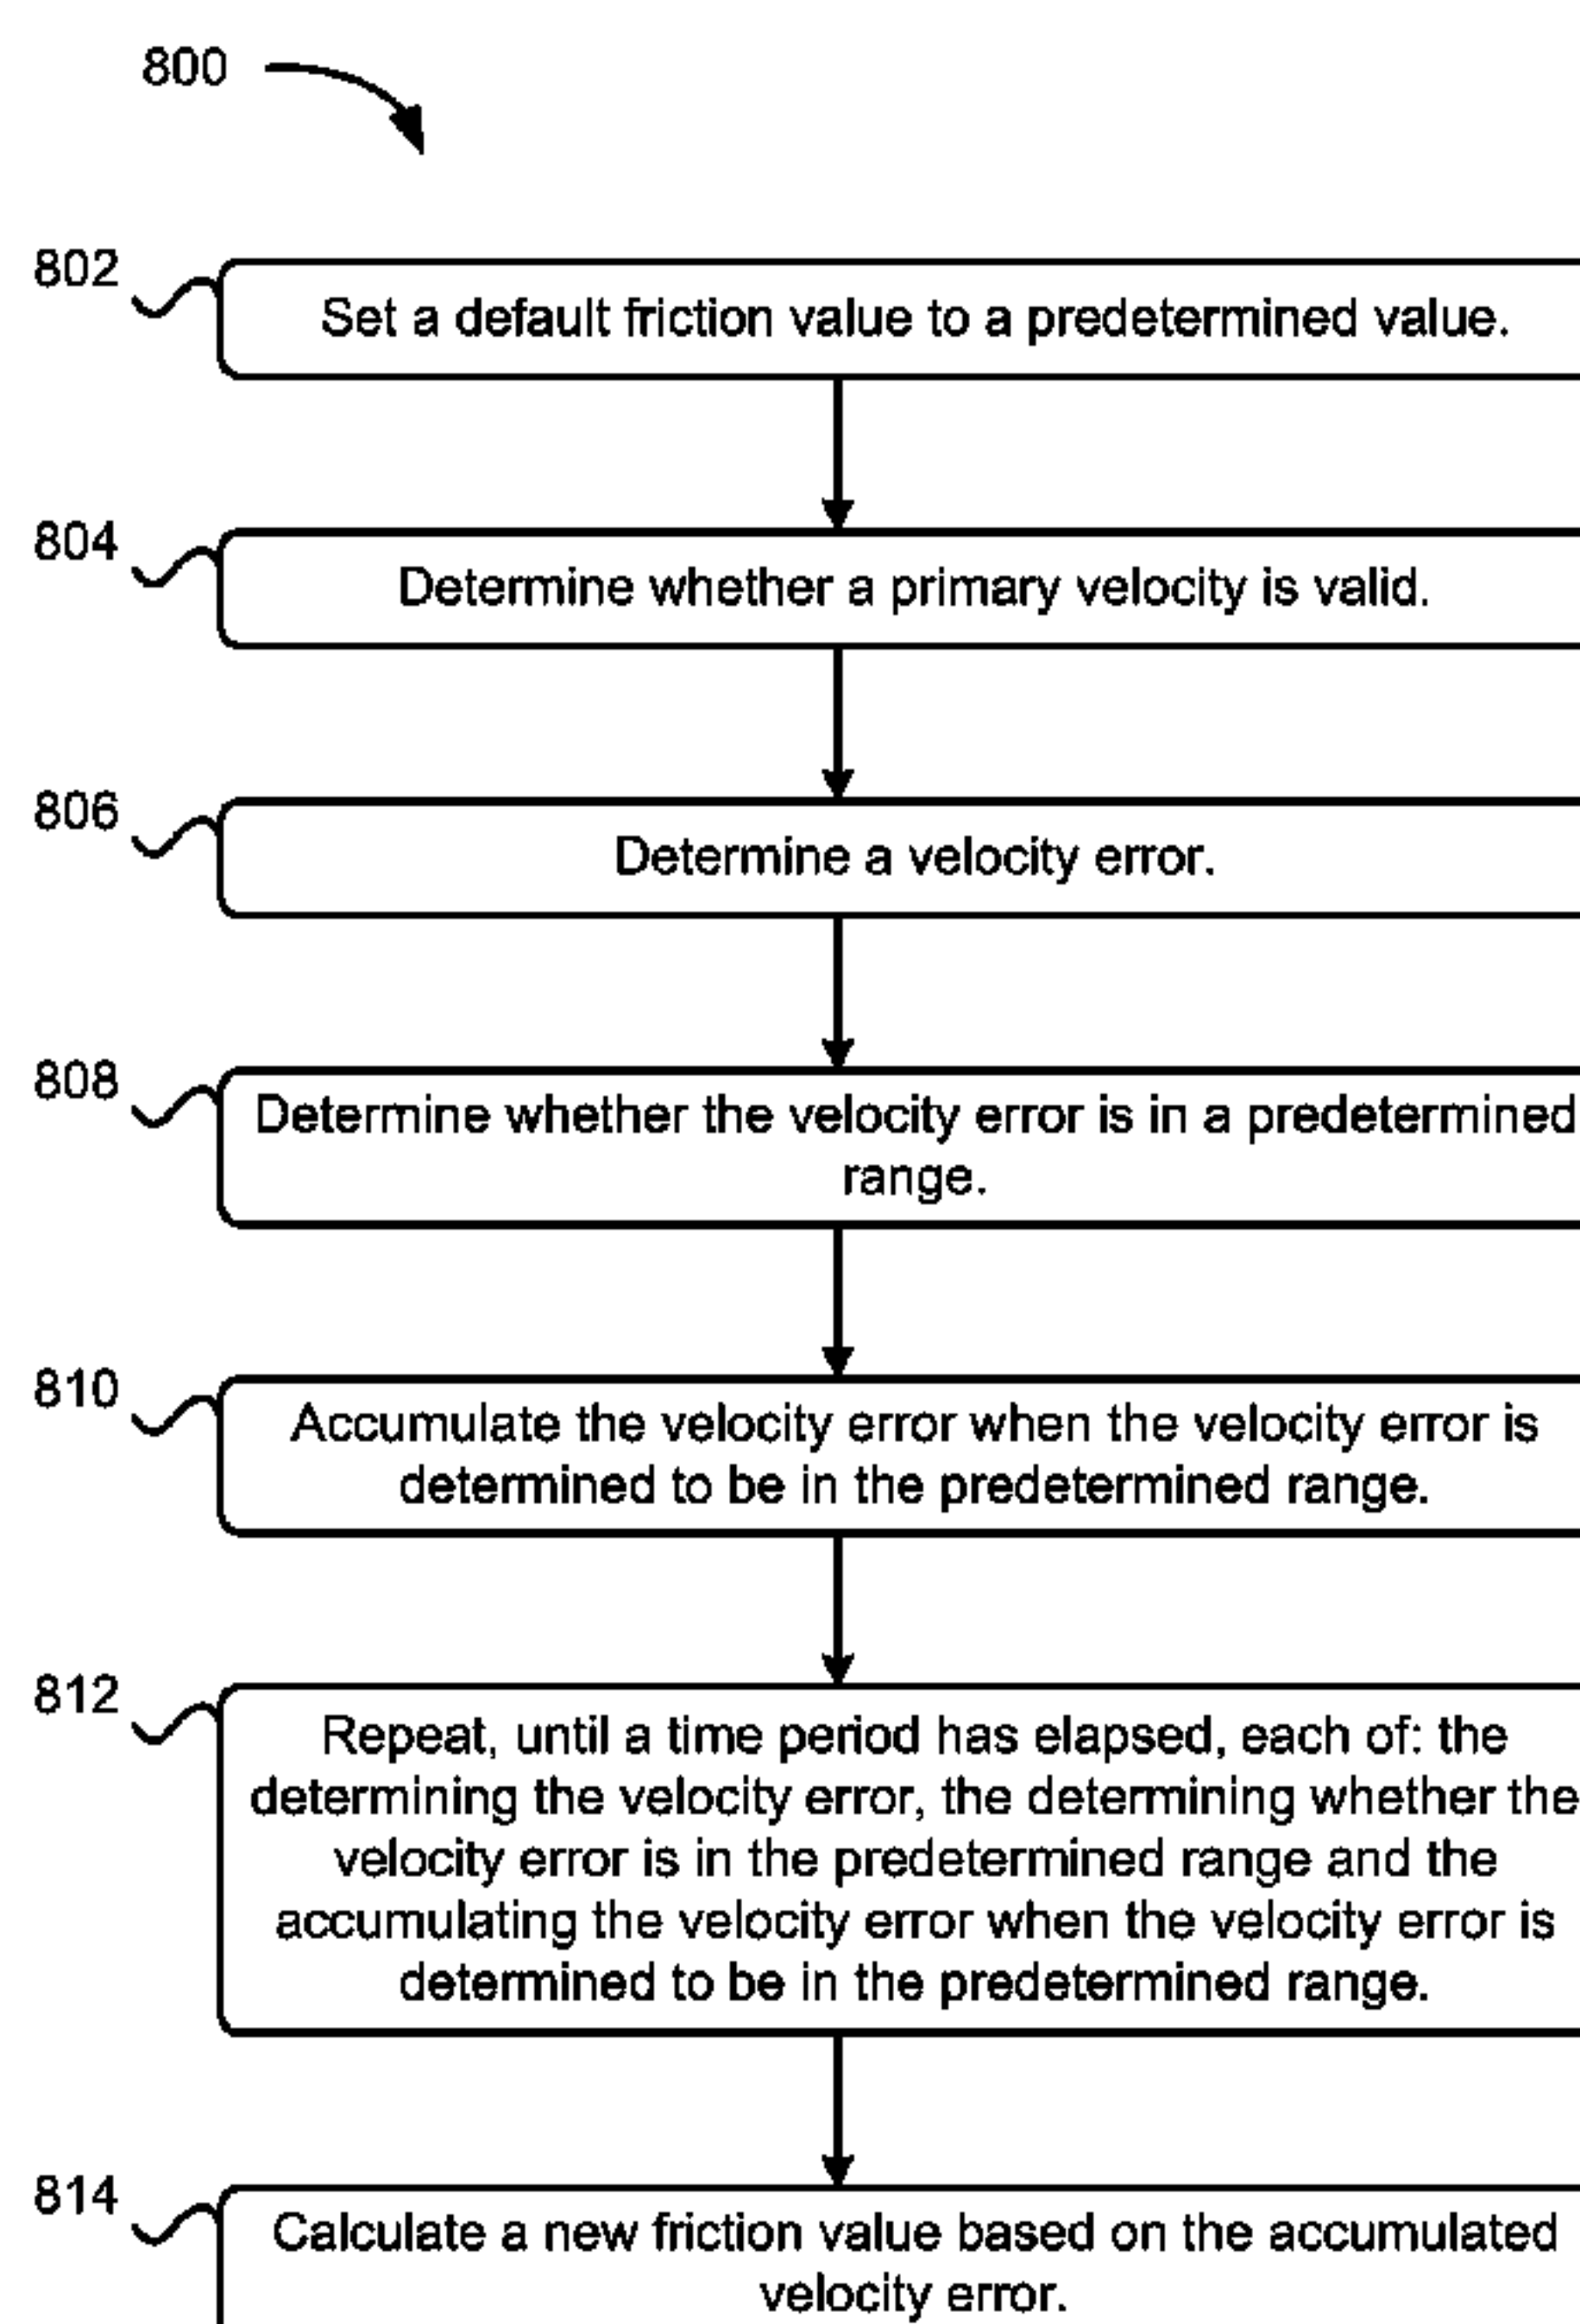 800
802
Set a default friction value to a predetermined value.
804
Determine whether a primary velocity is valid.
806
Determine a velocity error.
808
Determine whether the velocity error is in a predetermined
range.
810
Accumulate the velocity error when the velocity error is
determined to be in the predetermined range.
812
Repeat, until a time period has elapsed, each of: the
determining the velocity error, the determining whether the
velocity error is in the predetermined range and the
accumulating the velocity error when the velocity error is
determined to be in the predetermined range.
814
Calculate a new friction value based on the accumulated
velocity error.